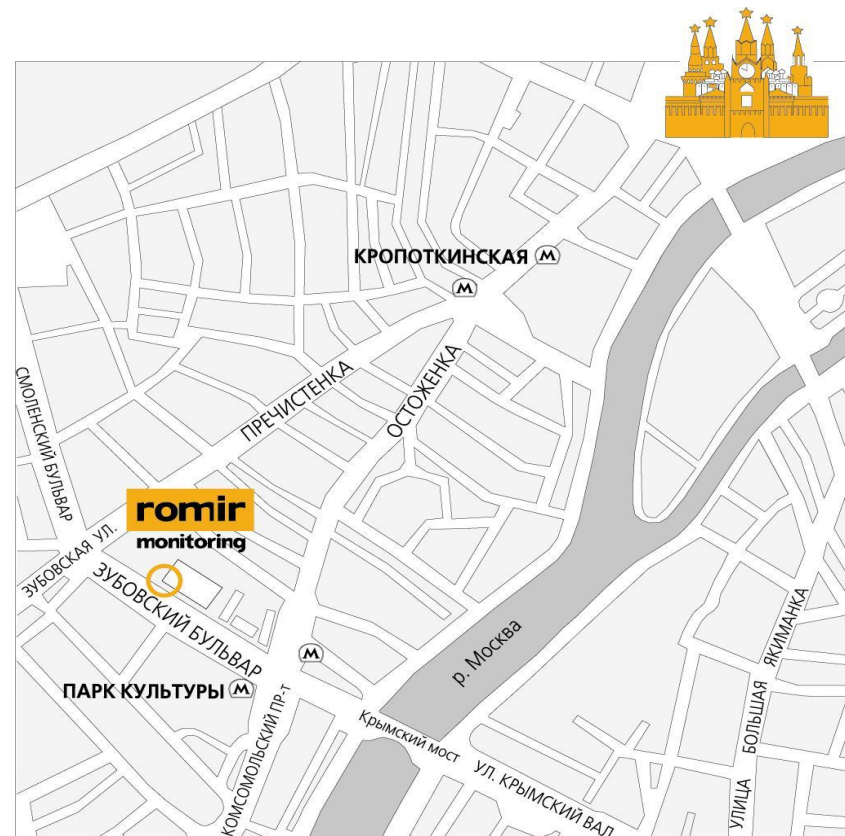 КРОПОТКИНСКАЯ М
М
ПРЕЧИСТЕНКА
ОСТОЖЕНКА
СМОЛЕНСКИЙ БУЛЬВАР
romir
monitoring
ЗУБОВСКАЯ УЛ.
ЗУБОВСКИЙ БУЛЬВАР
М
ПАРК КУЛЬТУРЫ М
КОМСОМОЛЬСКИЙ ПР-т
р. Москва
Крымский мост
УЛ. КРЫМСКИЙ ВАЛ
УЛИЦА БОЛЬШАЯ ЯКИМАНКА